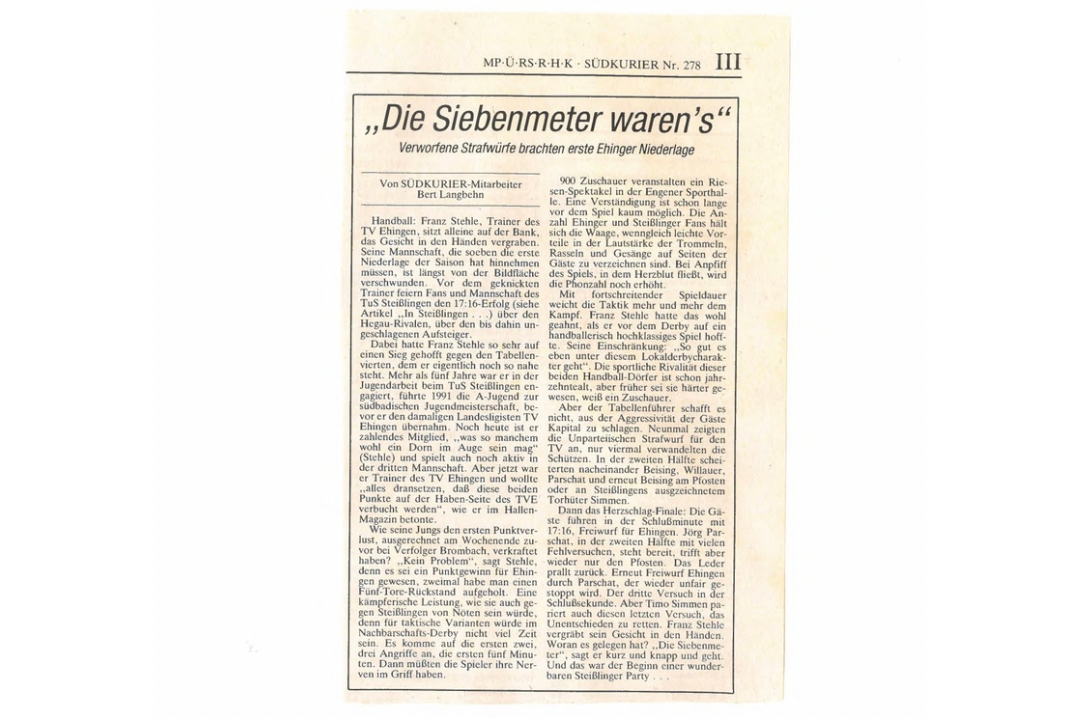 MP·Ü·RS·R·H·K · SÜDKURIER Nr. 278 III
„Die Siebenmeter waren's“
Verworfene Strafwürfe brachten erste Ehinger Niederlage
Von SÜDKURIER-Mitarbeiter
Bert Langbehn
Handball: Franz Stehle, Trainer des
TV Ehingen, sitzt alleine auf der Bank,
das Gesicht in den Händen vergraben.
Seine Mannschaft, die soeben die erste
Niederlage der Saison hat hinnehmen
müssen, ist längst von der Bildfläche
verschwunden. Vor dem geknickten
Trainer feiern Fans und Mannschaft des
TuS Steißlingen den 17:16-Erfolg (siehe
Artikel „In Steißlingen . . .) über den
Hegau-Rivalen, über den bis dahin un-
geschlagenen Aufsteiger.
Dabei hatte Franz Stehle so sehr auf
einen Sieg gehofft gegen den Tabellen-
vierten, dem er eigentlich noch so nahe
steht. Mehr als fünf Jahre war er in der
Jugendarbeit beim TuS Steißlingen en-
gagiert, führte 1991 die A-Jugend zur
südbadischen Jugendmeisterschaft, be-
vor er den damaligen Landesligisten TV
Ehingen übernahm. Noch heute ist er
zahlendes Mitglied, „was so manchem
wohl ein Dorn im Auge sein mag“
(Stehle) und spielt auch noch aktiv in
der dritten Mannschaft. Aber jetzt war
er Trainer des TV Ehingen und wollte
„alles dransetzen, daß diese beiden
Punkte auf der Haben-Seite des TVE
verbucht werden“, wie er im Hallen-
Magazin betonte.
Wie seine Jungs den ersten Punktver-
lust, ausgerechnet am Wochenende zu-
vor bei Verfolger Brombach, verkraftet
haben? „Kein Problem“, sagt Stehle,
denn es sei ein Punktgewinn für Ehin-
gen gewesen, zweimal habe man einen
Fünf-Tore-Rückstand aufgeholt. Eine
kämpferische Leistung, wie sie auch ge-
gen Steißlingen von Nöten sein würde,
denn für taktische Varianten würde im
Nachbarschafts-Derby nicht viel Zeit
sein. Es komme auf die ersten zwei,
drei Angriffe an, die ersten fünf Minu-
ten. Dann müßten die Spieler ihre Ner-
ven im Griff haben.
900 Zuschauer veranstalten ein Rie-
sen-Spektakel in der Engener Sporthal-
le. Eine Verständigung ist schon lange
vor dem Spiel kaum möglich. Die An-
zahl Ehinger und Steißlinger Fans hält
sich die Waage, wenngleich leichte Vor-
teile in der Lautstärke der Trommeln,
Rasseln und Gesänge auf Seiten der
Gäste zu verzeichnen sind. Bei Anpfiff
des Spiels, in dem Herzblut fließt, wird
die Phonzahl noch erhöht.
Mit fortschreitender Spieldauer
weicht die Taktik mehr und mehr dem
Kampf. Franz Stehle hatte das wohl
geahnt, als er vor dem Derby auf ein
handballerisch hochklassiges Spiel hoff-
te. Seine Einschränkung: „So gut es
eben unter diesem Lokalderbycharak-
ter geht“. Die sportliche Rivalität dieser
beiden Handball-Dörfer ist schon jahr-
zehntealt, aber früher sei sie härter ge-
wesen, weiß ein Zuschauer.
Aber der Tabellenführer schafft es
nicht, aus der Aggressivität der Gäste
Kapital zu schlagen. Neunmal zeigten
die Unparteiischen Strafwurf für den
TV an, nur viermal verwandelten die
Schützen. In der zweiten Hälfte schei-
terten nacheinander Beising, Willauer,
Parschat und erneut Beising am Pfosten
oder an Steißlingens ausgezeichnetem
Torhüter Simmen.
Dann das Herzschlag-Finale: Die Gä-
ste führen in der Schlußminute mit
17:16, Freiwurf für Ehingen. Jörg Par-
schat, in der zweiten Hälfte mit vielen
Fehlversuchen, steht bereit, trifft aber
wieder nur den Pfosten. Das Leder
prallt zurück. Erneut Freiwurf Ehingen
durch Parschat, der wieder unfair ge-
stoppt wird. Der dritte Versuch in der
Schlußsekunde. Aber Timo Simmen pa-
riert auch diesen letzten Versuch, das
Unentschieden zu retten. Franz Stehle
vergräbt sein Gesicht in den Händen.
Woran es gelegen hat? „Die Siebenme-
ter“, sagt er kurz und knapp und geht.
Und das war der Beginn einer wunder-
baren Steißlinger Party . . .